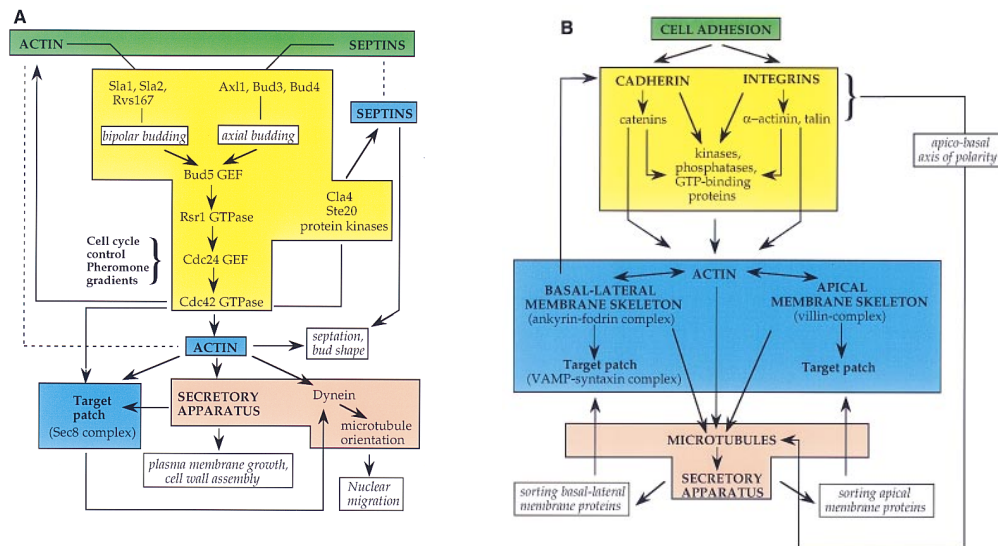 A
ACTIN
SEPTINS
Sla1, Sla2,
Rvs167
Axl1, Bud3, Bud4
SEPTINS
bipolar budding
axial budding
Bud5 GEF
Cla4
Ste20
protein kinases
Rsr1 GTPase
Cell cycle
control
Pheromone
gradients
Cdc24 GEF
Cdc42 GTPase
ACTIN
septation,
bud shape
Target
patch
(Sec8 complex)
SECRETORY
APPARATUS
Dynein
microtubule
orientation
plasma membrane growth,
cell wall assembly
Nuclear
migration
B
CELL ADHESION
CADHERIN
INTEGRINS
catenins
α-actinin, talin
kinases,
phosphatases,
GTP-binding
proteins
apico-basal
axis of polarity
ACTIN
BASAL-LATERAL
MEMBRANE SKELETON
(ankyrin-fodrin complex)
APICAL
MEMBRANE SKELETON
(villin-complex)
Target patch
(VAMP-syntaxin complex)
Target patch
MICROTUBULES
SECRETORY
APPARATUS
sorting basal-lateral
membrane proteins
sorting apical
membrane proteins